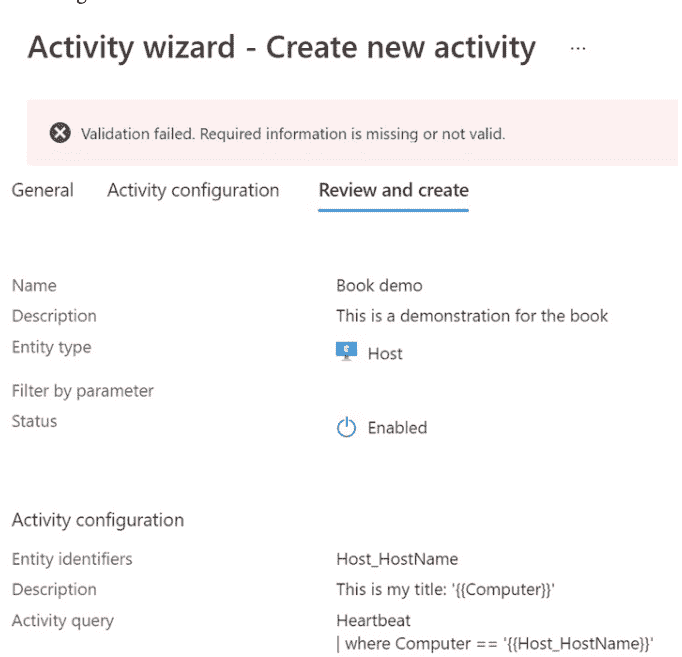 Activity wizard - Create new activity ...
Validation failed. Required information is missing or not valid.
General Activity configuration Review and create
Name Book demo
Description This is a demonstration for the book
Entity type Host
Filter by parameter
Status Enabled
Activity configuration
Entity identifiers Host_HostName
Description This is my title: '{{Computer}}'
Activity query Heartbeat
| where Computer == '{{Host_HostName}}'